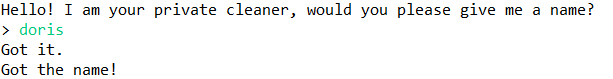 Hello! I am your private cleaner, would you please give me a name?
> doris
Got it.
Got the name!